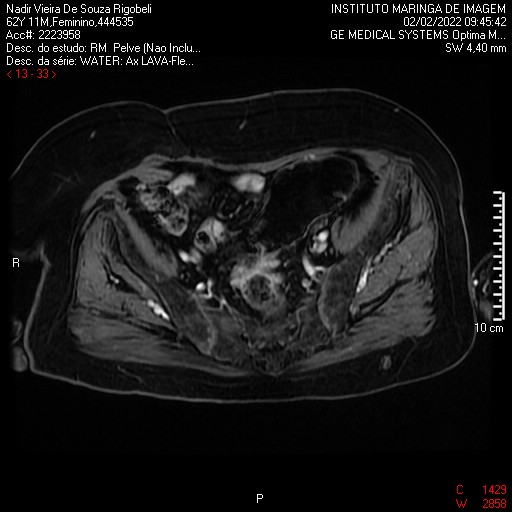 Nadir Vieira De Souza Rigobeli
62Y 11M,Feminino,444535
Acc#: 2223958
Desc. do estudo: RM  Pelve (Nao Inclu...
Desc. da série: WATER: Ax LAVA-Fle...
< 13 - 33 >
INSTITUTO MARINGA DE IMAGEM
02/02/2022 09:45:42
GE MEDICAL SYSTEMS Optima M...
SW 4,40 mm
R
10 cm
P
C 1429
W 2858